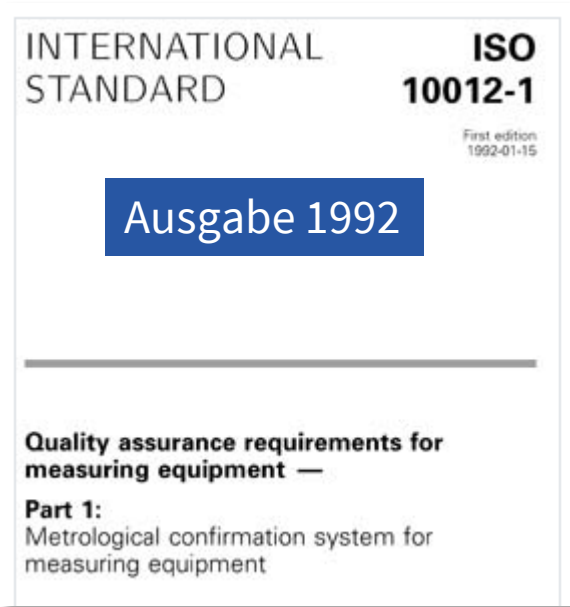 INTERNATIONAL
STANDARD
ISO
10012-1
First edition
1992-01-15
Ausgabe 1992
Quality assurance requirements for
measuring equipment —
Part 1:
Metrological confirmation system for
measuring equipment